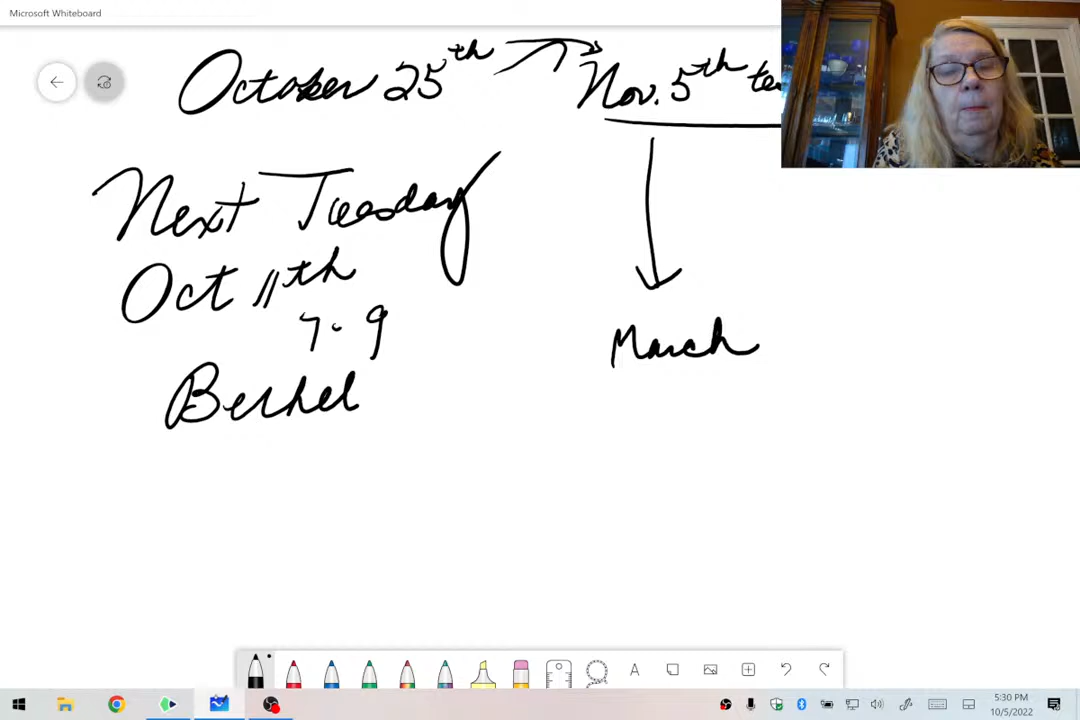 Microsoft Whiteboard
October 25th
Nov. 5th
Next Tuesday
Oct 11th
7-9
Bethel
March
A
5:30 PM
10/5/2022